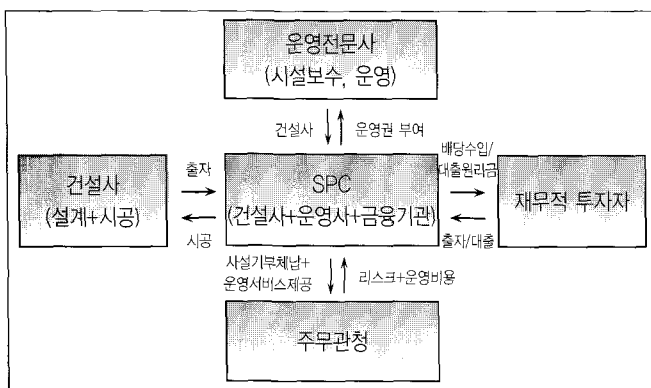 운영전문사
(시설보수, 운영)
건설사
운영권 부여
건설사
(설계+시공)
출자
시공
SPC
(건설사+운영사+금융기관)
배당수입/
대출원리금
출자/대출
재무적 투자자
사설기부체납+
운영서비스제공
리스크+운영비용
주무관청